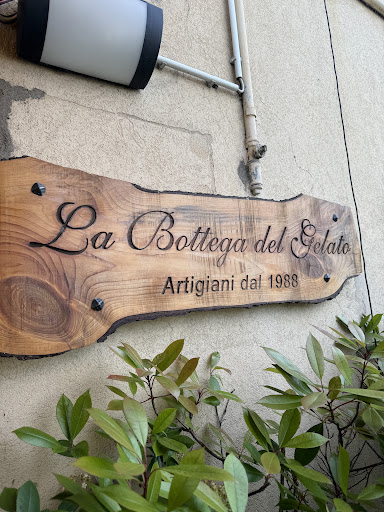 La Bottega del Gelato
Artigiani dal 1988